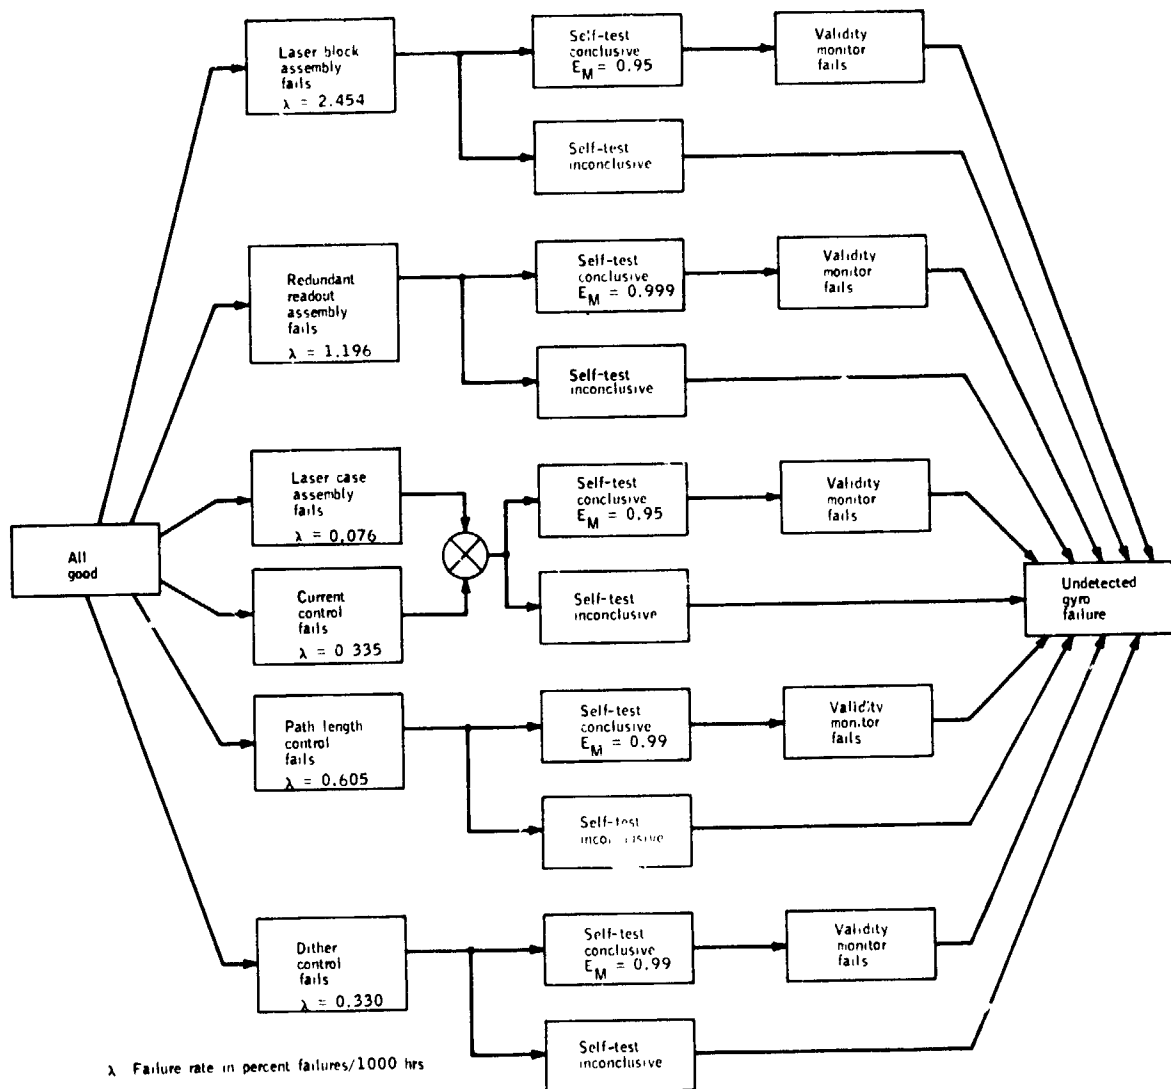 Laser block
assembly
fails
λ = 2.454
Self-test
conclusive
E_M = 0.95
Validity
monitor
fails
Self-test
inconclusive
Redundant
readout
assembly
fails
λ = 1.196
Self-test
conclusive
E_M = 0.999
Validity
monitor
fails
Self-test
inconclusive
All
good
Laser case
assembly
fails
λ = 0.076
Self-test
conclusive
E_M = 0.95
Validity
monitor
fails
Current
control
fails
λ = 0 335
Self-test
inconclusive
Undetected
gyro
failure
Path length
control
fails
λ = 0.605
Self-test
conclusive
E_M = 0.99
Validity
monitor
fails
Self-test
inconclusive
Dither
control
fails
λ = 0.330
Self-test
conclusive
E_M = 0.99
Validity
monitor
fails
Self-test
inconclusive
λ Failure rate in percent failures/1000 hrs